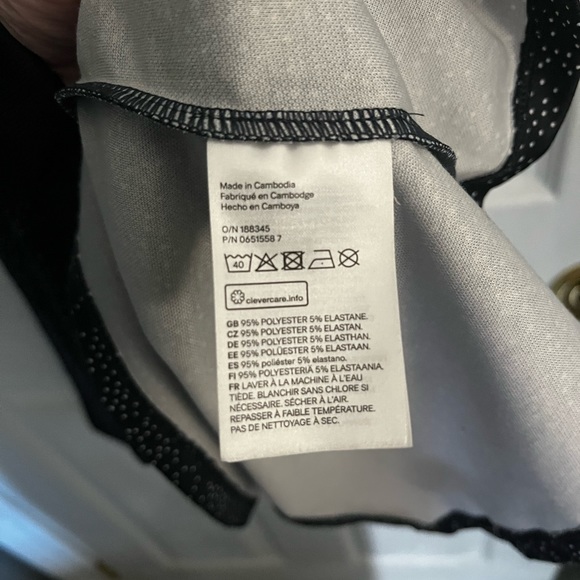 Made in Cambodia
Fabriqué en Cambodge
Hecho en Camboya
O/N 188345
P/N 0651558 7
40
clevercare.info
GB 95% POLYESTER 5% ELASTANE.
CZ 95% POLYESTER 5% ELASTAN.
DE 95% POLYESTER 5% ELASTHAN.
EE 95% POLÜESTER 5% ELASTAAN.
ES 95% poliéster 5% elastano.
FI 95% POLYESTERIÄ 5% ELASTAANIA.
FR LAVER À LA MACHINE À L'EAU
TIÈDE. BLANCHIR SANS CHLORE SI
NÉCESSAIRE. SÉCHER À L'AIR.
REPASSER À FAIBLE TEMPÉRATURE.
PAS DE NETTOYAGE À SEC.